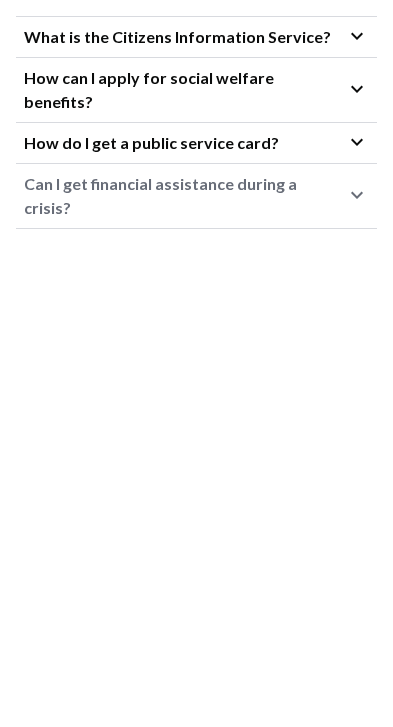 What is the Citizens Information Service?
How can I apply for social welfare
benefits?
How do I get a public service card?
Can I get financial assistance during a
crisis?